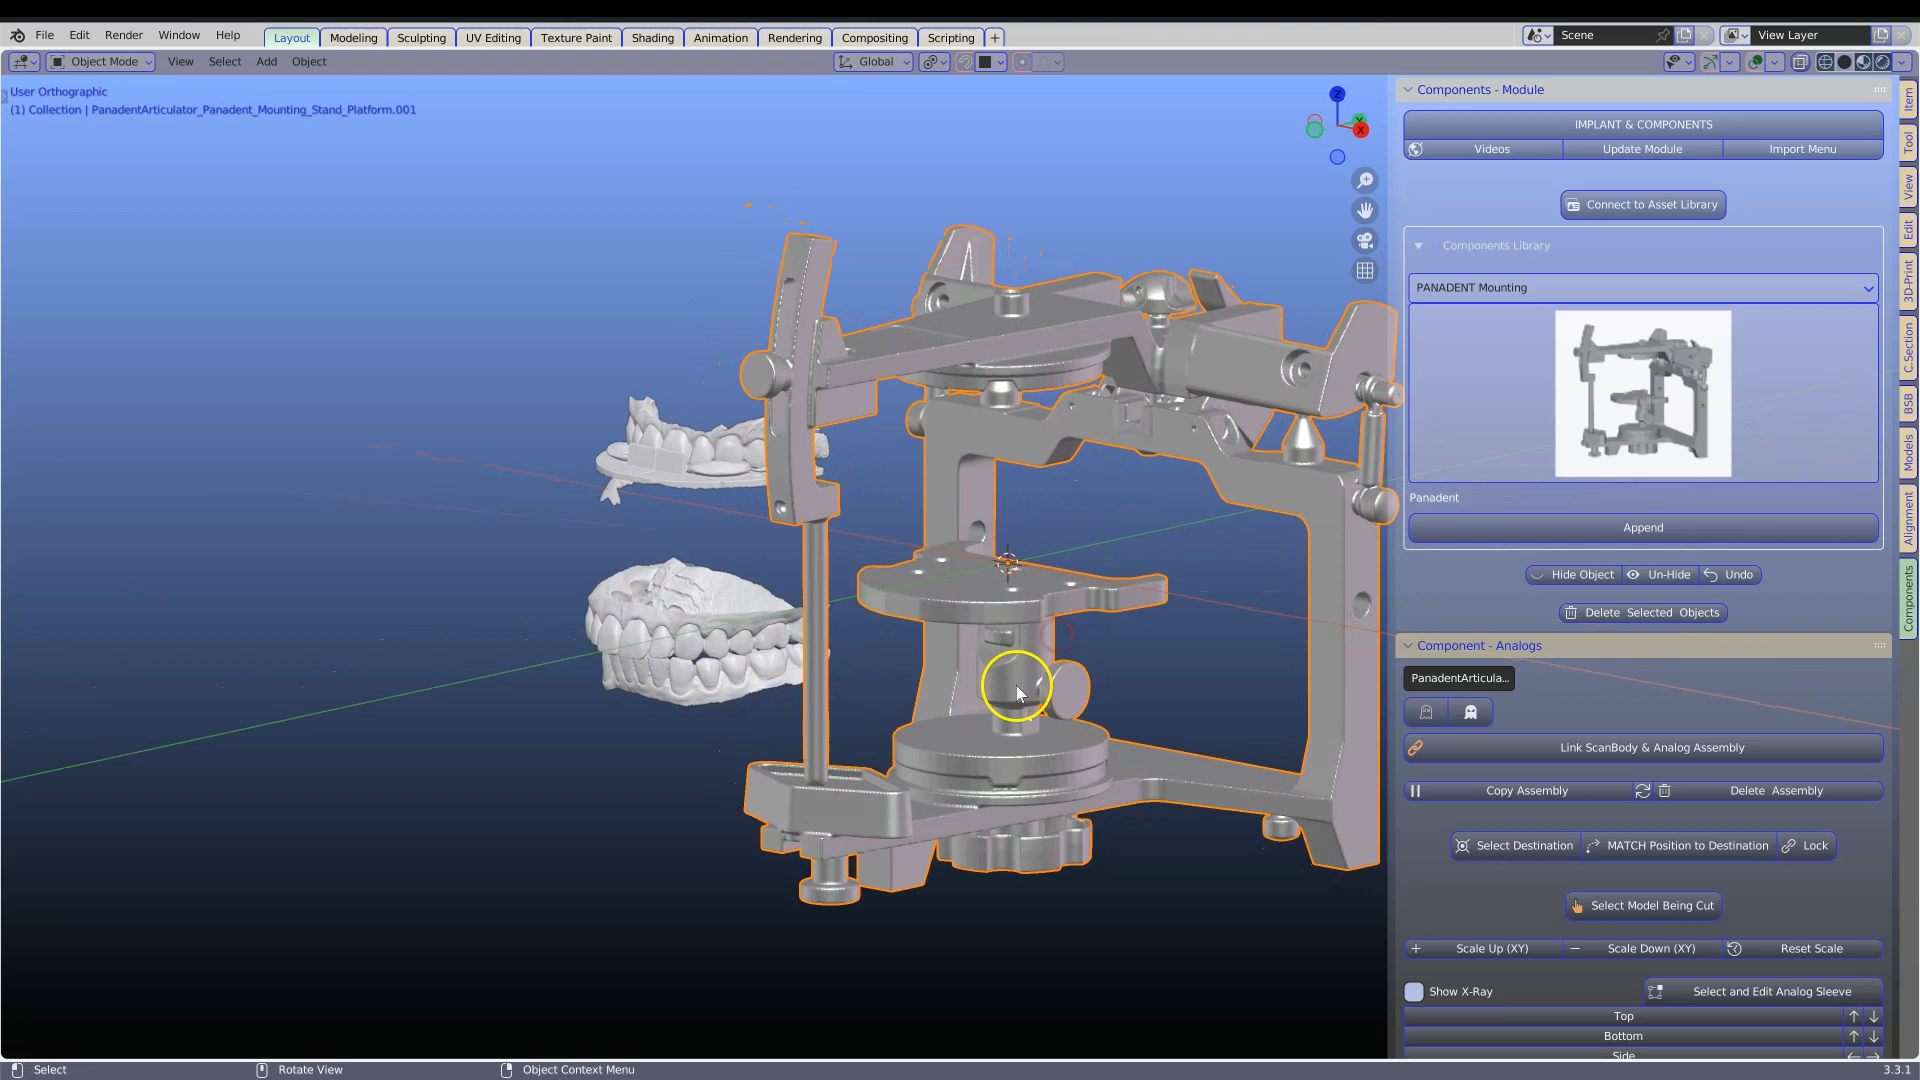 File Edit Render Window Help
Layout Modeling Sculpting UV Editing Texture Paint Shading Animation Rendering Compositing Scripting +
Scene View Layer
Object Mode View Select Add Object Global
User Orthographic
(1) Collection | PanadentArticulator_Panadent_Mounting_Stand_Platform.001
Z
Y
X
Components - Module
IMPLANT & COMPONENTS
Videos Update Module Import Menu
Connect to Asset Library
Components Library
PANADENT Mounting
Panadent
Append
Hide Object Un-Hide Undo
Delete Selected Objects
Component - Analogs
PanadentArticula...
Link ScanBody & Analog Assembly
Copy Assembly Delete Assembly
Select Destination MATCH Position to Destination Lock
Select Model Being Cut
Scale Up (XY) Scale Down (XY) Reset Scale
Show X-Ray Select and Edit Analog Sleeve
Top
Bottom
Side
Item
Tool
View
Edit
3D-Print
C.Section
BSB
Models
Alignment
Components
Select Rotate View Object Context Menu 3.3.1